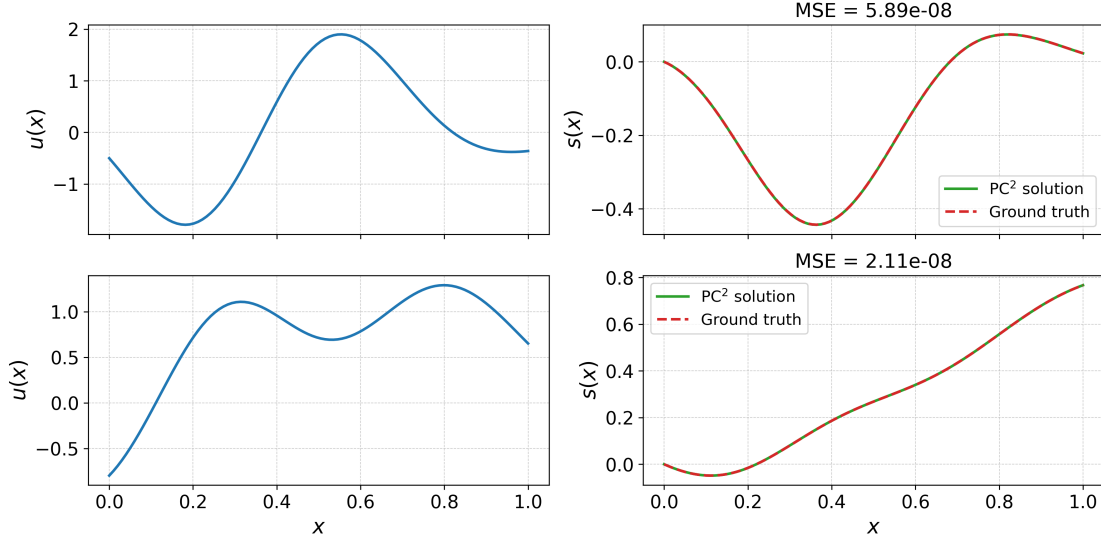 MSE = 5.89e-08
2
1
0
−1
u(x)
0.0
−0.2
−0.4
s(x)
PC² solution
Ground truth
MSE = 2.11e-08
1.0
0.5
0.0
−0.5
u(x)
0.0 0.2 0.4 0.6 0.8 1.0
x
0.8
0.6
0.4
0.2
0.0
s(x)
PC² solution
Ground truth
0.0 0.2 0.4 0.6 0.8 1.0
x